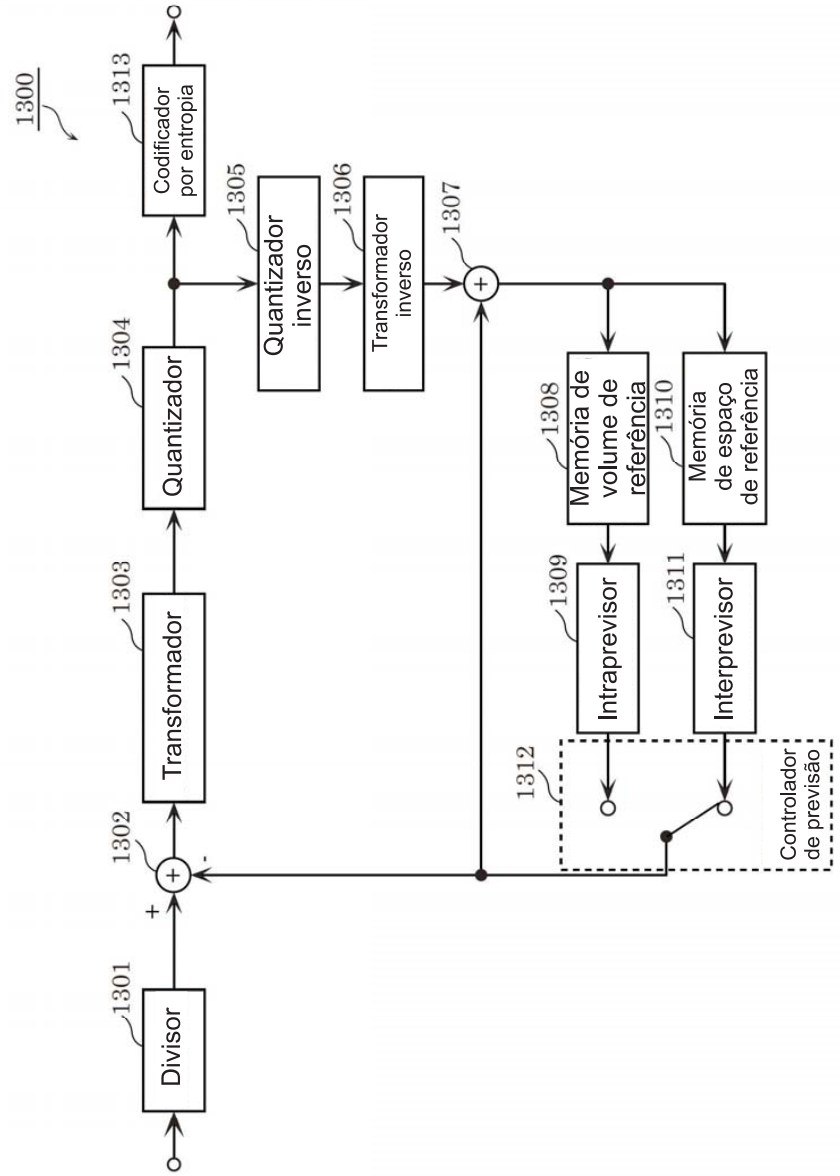 1300
1301
Divisor
+
1302
+
-
1303
Transformador
1304
Quantizador
1313
Codificador
por entropia
1305
Quantizador
inverso
1306
Transformador
inverso
1307
+
1308
Memória de
volume de
referência
1309
Intraprevisor
1310
Memória
de espaço
de referência
1311
Interprevisor
1312
Controlador
de previsão